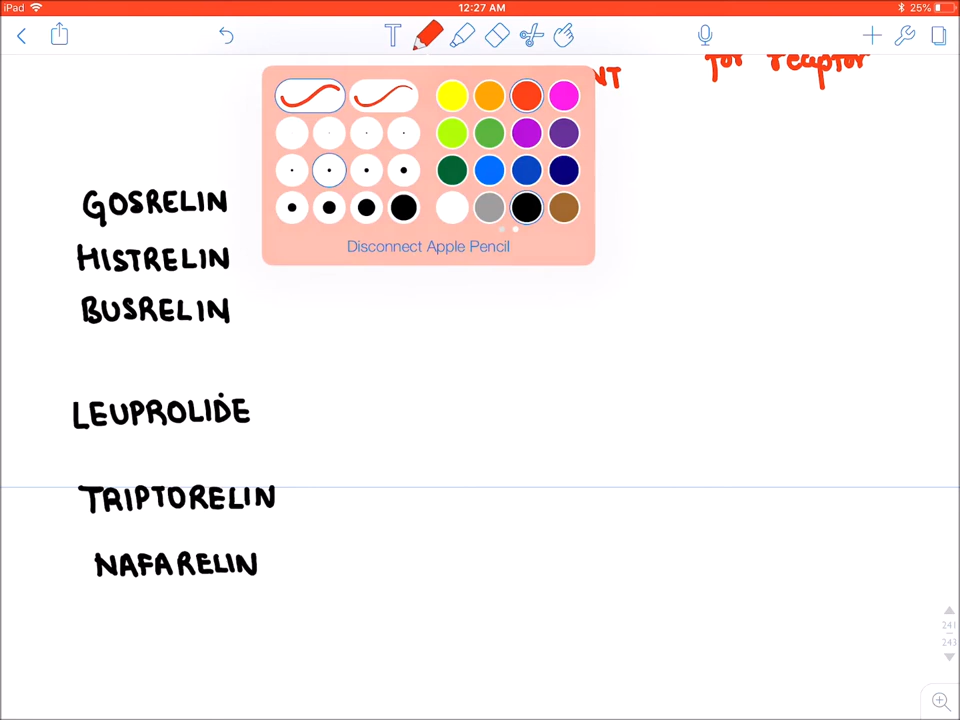 iPad 12:27 AM 25%
T
NT for receptor
Disconnect Apple Pencil
GOSRELIN
HISTRELIN
BUSRELIN
LEUPROLIDE
TRIPTORELIN
NAFARELIN
241
243